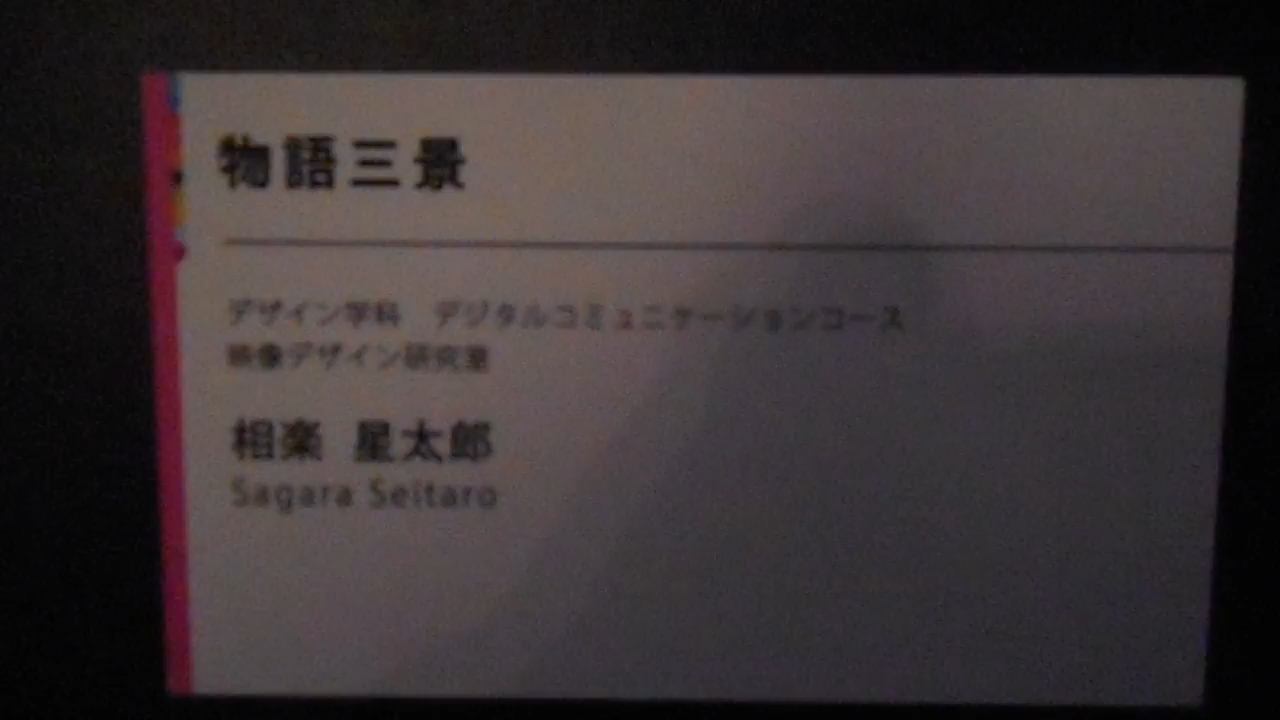 物語三景
デザイン学科　デジタルコミュニケーションコース
映像デザイン研究室
相楽 星太郎
Sagara Seitaro